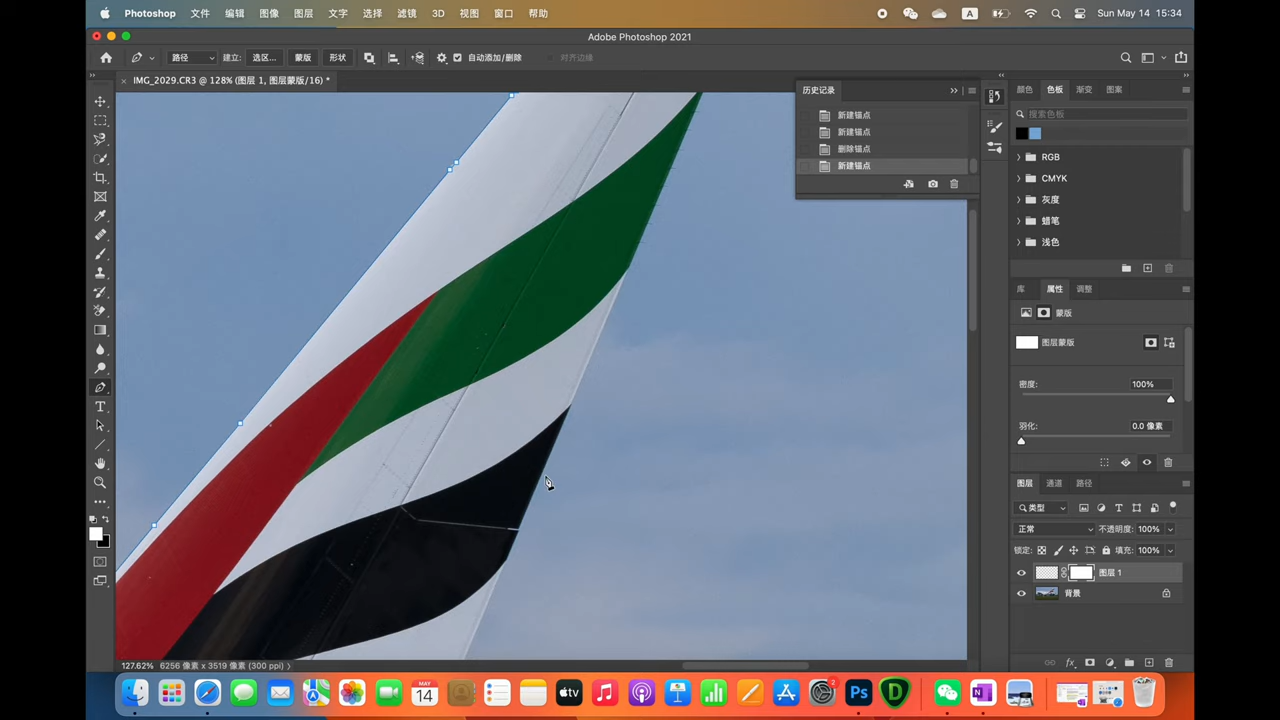 Photoshop 文件 编辑 图像 图层 文字 选择 滤镜 3D 视图 窗口 帮助 A Sun May 14 15:34
Adobe Photoshop 2021
路径 建立: 选区... 蒙版 形状 自动添加/删除 对齐边缘
IMG_2029.CR3 @ 128% (图层 1, 图层蒙版/16) *
历史记录
新建锚点
新建锚点
删除锚点
新建锚点
颜色 色板 渐变 图案
搜索色板
RGB
CMYK
灰度
蜡笔
浅色
库 属性 调整
蒙版
图层蒙版
密度: 100%
羽化: 0.0 像素
图层 通道 路径
类型
正常 不透明度: 100%
锁定: 填充: 100%
图层 1
背景
fx
127.62% 6256 像素 x 3519 像素 (300 ppi)
MAY
14
tv
2
Ps
D
N